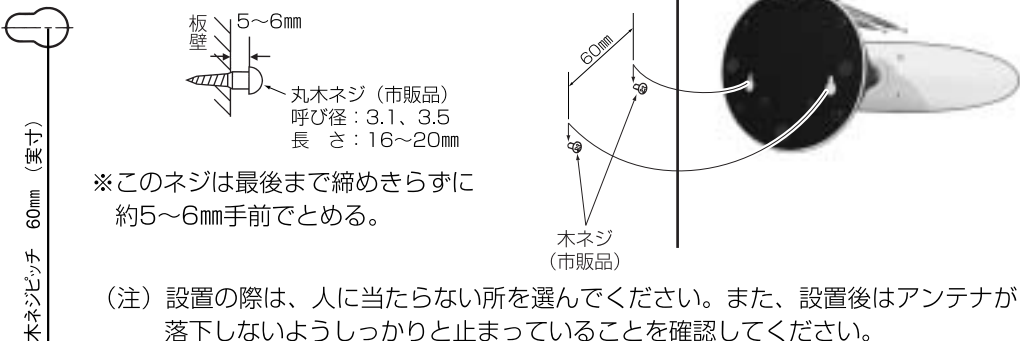 板壁
5〜6㎜
丸木ネジ（市販品）
呼び径：3.1、3.5
長　さ：16〜20㎜
※このネジは最後まで締めきらずに
約5〜6㎜手前でとめる。
木ネジピッチ　60㎜　（実寸）
60㎜
木ネジ
（市販品）
（注）設置の際は、人に当たらない所を選んでください。また、設置後はアンテナが
落下しないようしっかりと止まっていることを確認してください。